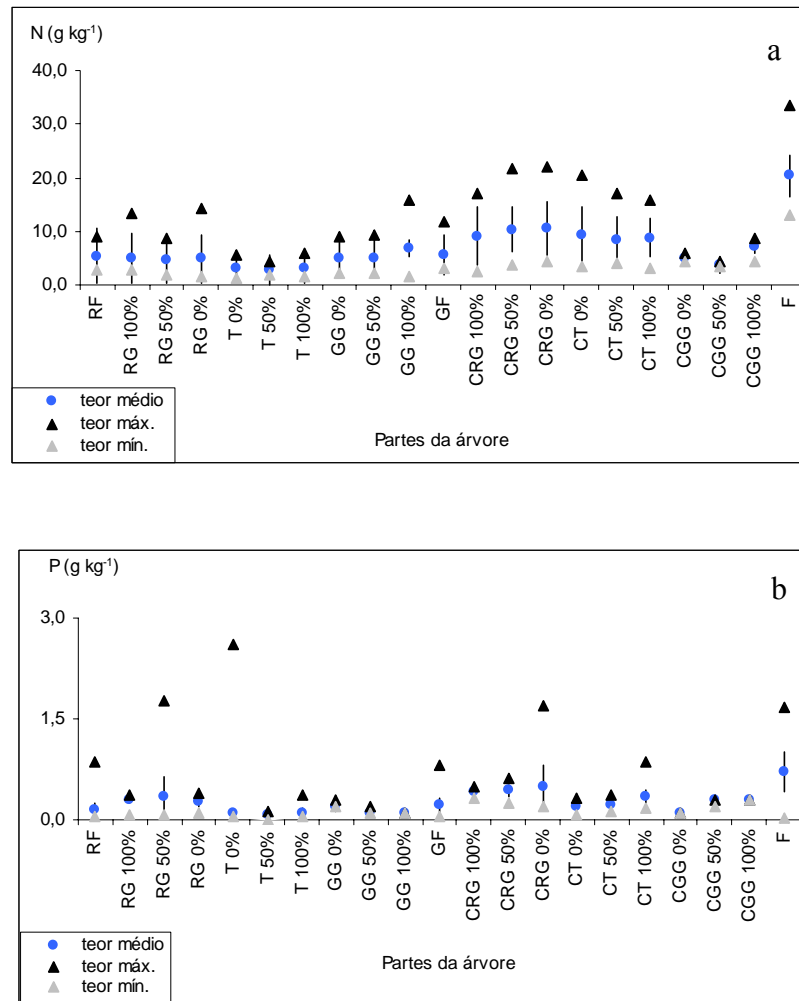 N (g kg-1)
a
40,0
30,0
20,0
10,0
0,0
RF
RG 100%
RG 50%
RG 0%
T 0%
T 50%
T 100%
GG 0%
GG 50%
GG 100%
GF
CRG 100%
CRG 50%
CRG 0%
CT 0%
CT 50%
CT 100%
CGG 0%
CGG 50%
CGG 100%
F
teor médio
teor máx.
teor mín.
Partes da árvore
P (g kg-1)
b
3,0
1,5
0,0
RF
RG 100%
RG 50%
RG 0%
T 0%
T 50%
T 100%
GG 0%
GG 50%
GG 100%
GF
CRG 100%
CRG 50%
CRG 0%
CT 0%
CT 50%
CT 100%
CGG 0%
CGG 50%
CGG 100%
F
teor médio
teor máx.
teor mín.
Partes da árvore